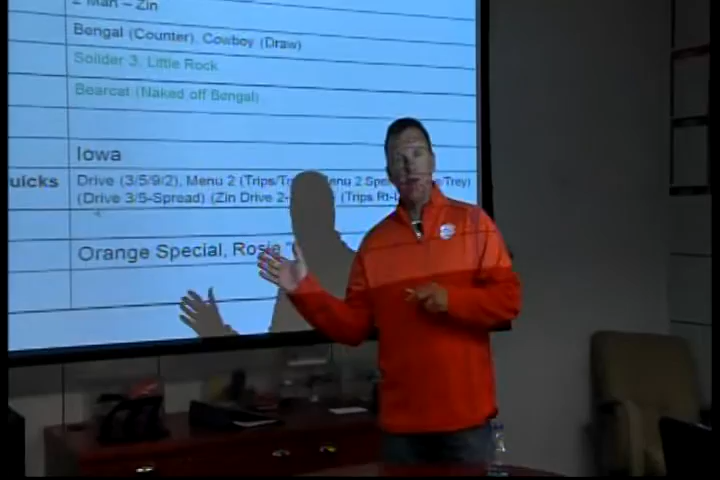 2 Man – Zin
Bengal (Counter), Cowboy (Draw)
Solider 3, Little Rock
Bearcat (Naked off Bengal)
Iowa
uicks Drive (3/5/9/2), Menu 2 (Trips/Tr Menu 2 Spe /Trey)
(Drive 3/5-Spread) (Zin Drive 2- (Trips Rt-L
Orange Special, Rosie